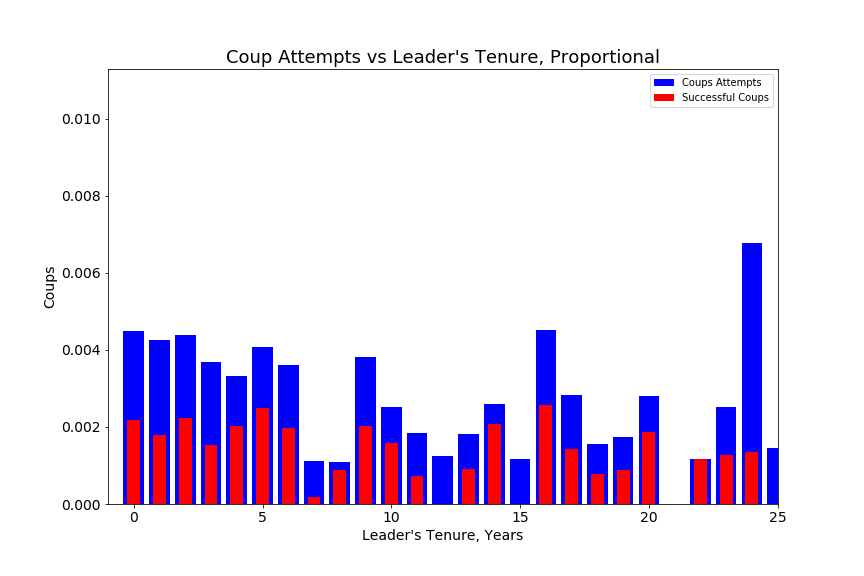 Coup Attempts vs Leader's Tenure, Proportional
Coups Attempts
Successful Coups
0.010
0.008
0.006
0.004
0.002
0.000
Coups
0 5 10 15 20 25
Leader's Tenure, Years